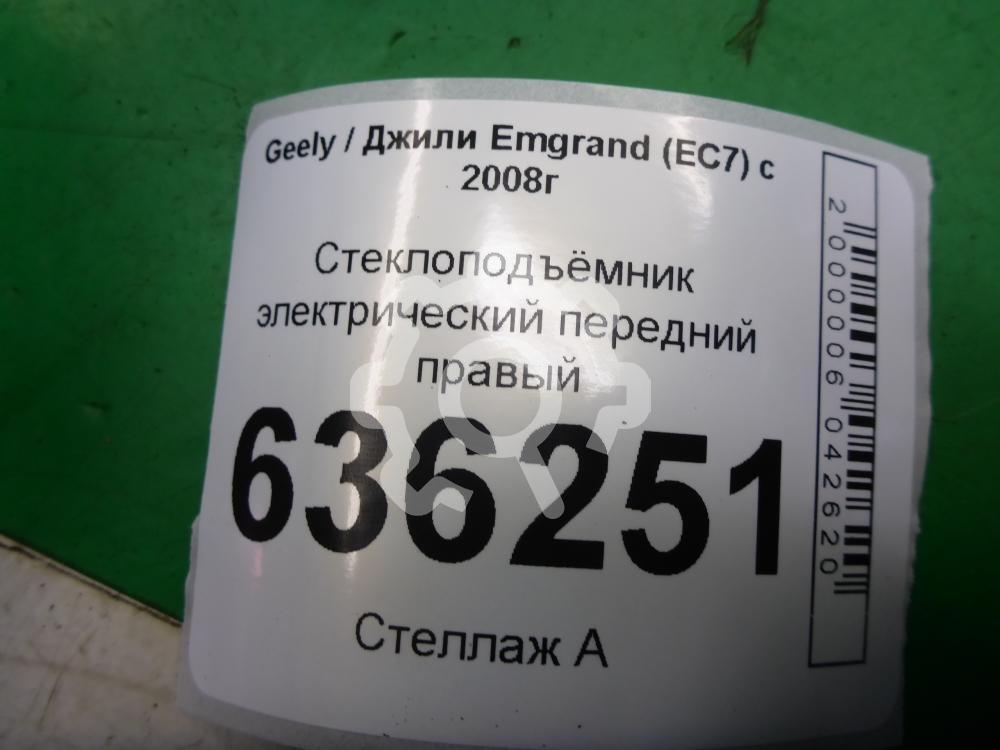 Geely / Джили Emgrand (EC7) с
2008г
Стеклоподъёмник
электрический передний
правый
636251
Стеллаж А
2000006042620